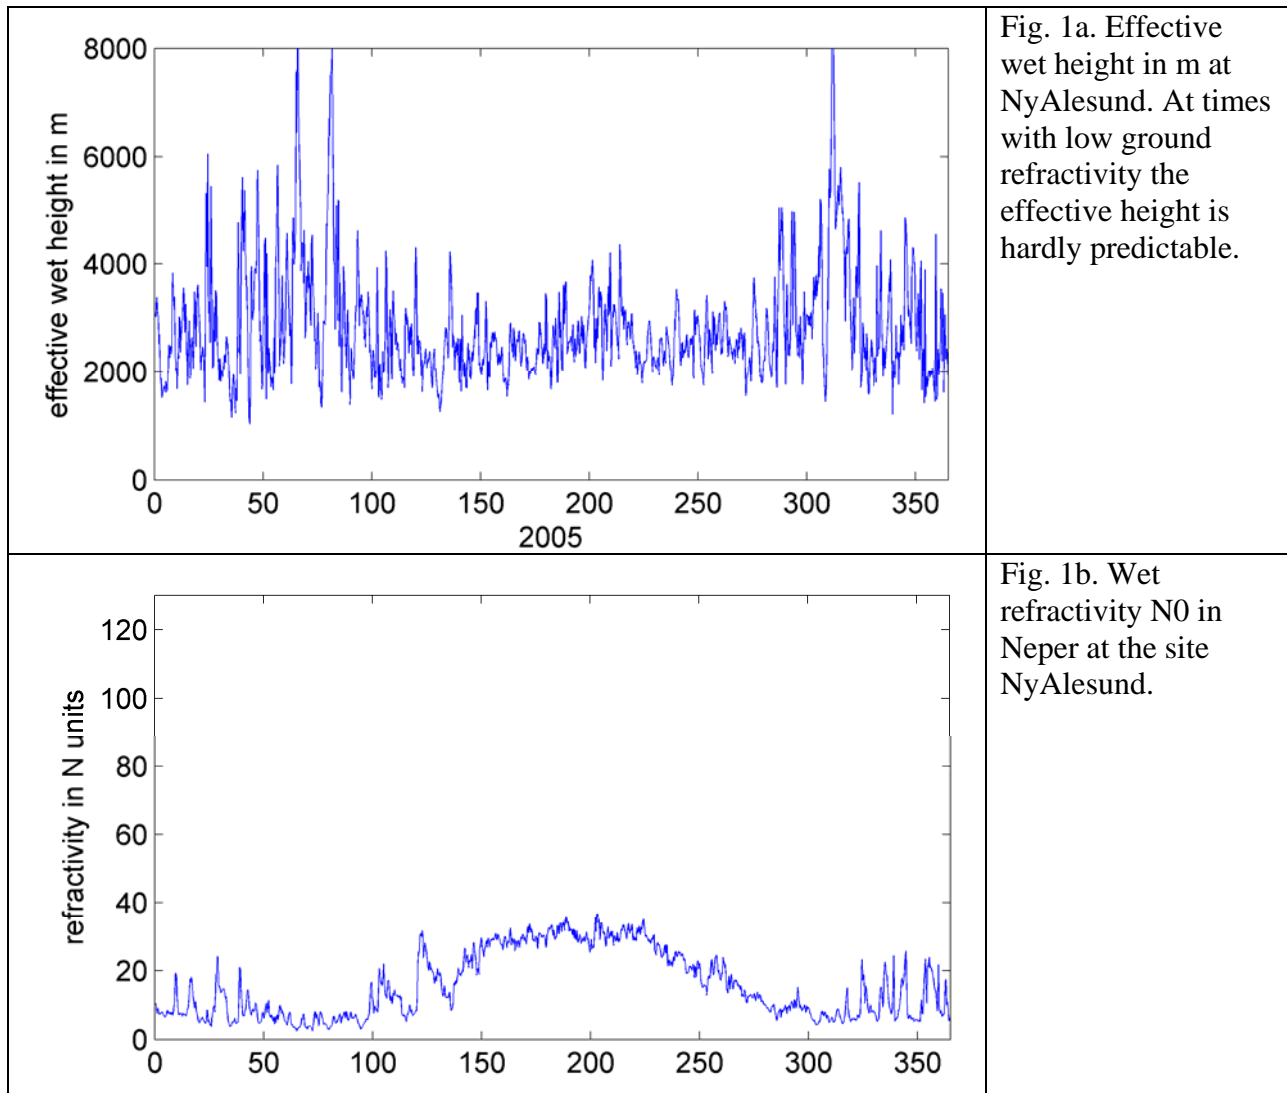 8000
6000
4000
2000
0
effective wet height in m
0 50 100 150 200 250 300 350
2005
Fig. 1a. Effective
wet height in m at
NyAlesund. At times
with low ground
refractivity the
effective height is
hardly predictable.
120
100
80
60
40
20
0
refractivity in N units
0 50 100 150 200 250 300 350
Fig. 1b. Wet
refractivity N0 in
Neper at the site
NyAlesund.